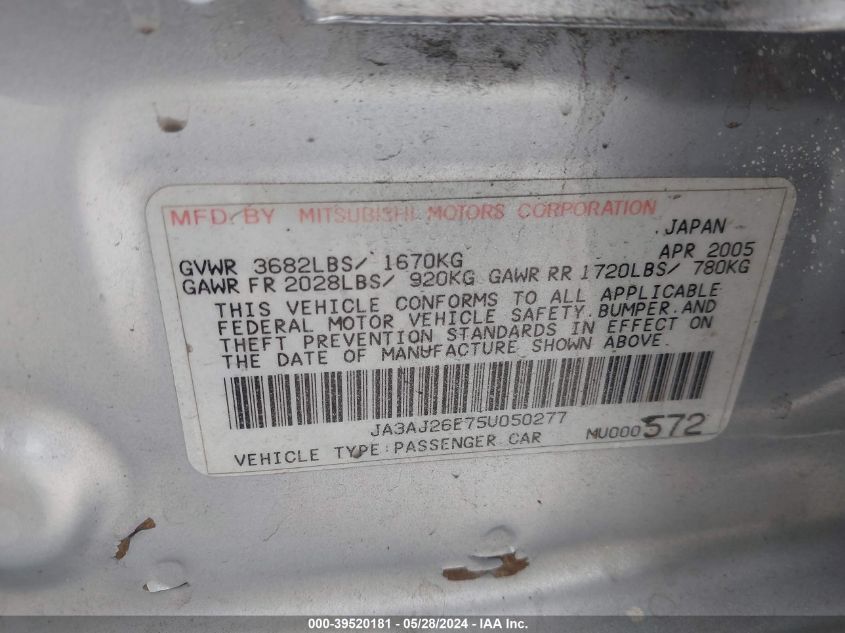 MFD. BY MITSUBISHI MOTORS CORPORATION
JAPAN
APR 2005
GVWR 3682LBS/ 1670KG
GAWR FR 2028LBS/ 920KG GAWR RR 1720LBS/ 780KG
THIS VEHICLE CONFORMS TO ALL APPLICABLE
FEDERAL MOTOR VEHICLE SAFETY.BUMPER.AND
THEFT PREVENTION STANDARDS IN EFFECT ON
THE DATE OF MANUFACTURE SHOWN ABOVE.
JA3AJ26E75U050277
VEHICLE TYPE:PASSENGER CAR MU000572
000-39520181 - 05/28/2024 - IAA Inc.